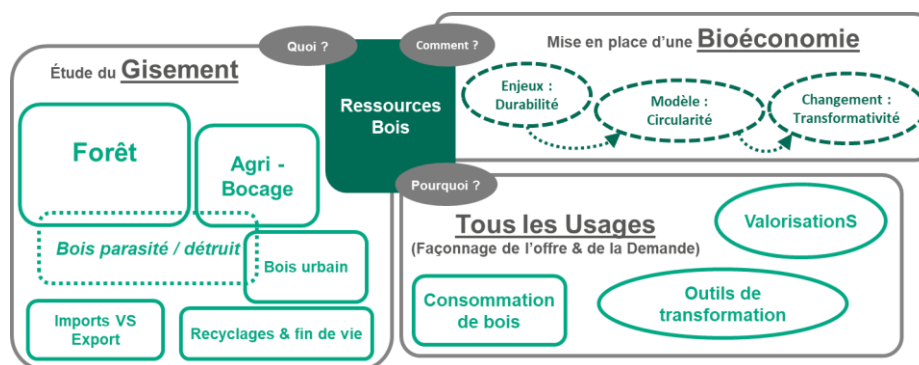 Quoi ?
Étude du Gisement
Forêt
Agri -
Bocage
Bois parasité / détruit
Bois urbain
Imports VS
Export
Recyclages & fin de vie
Ressources
Bois
Comment ?
Mise en place d'une Bioéconomie
Enjeux :
Durabilité
Modèle :
Circularité
Changement :
Transformativité
Pourquoi ?
Tous les Usages
(Façonnage de l'offre & de la Demande)
ValorisationS
Consommation
de bois
Outils de
transformation